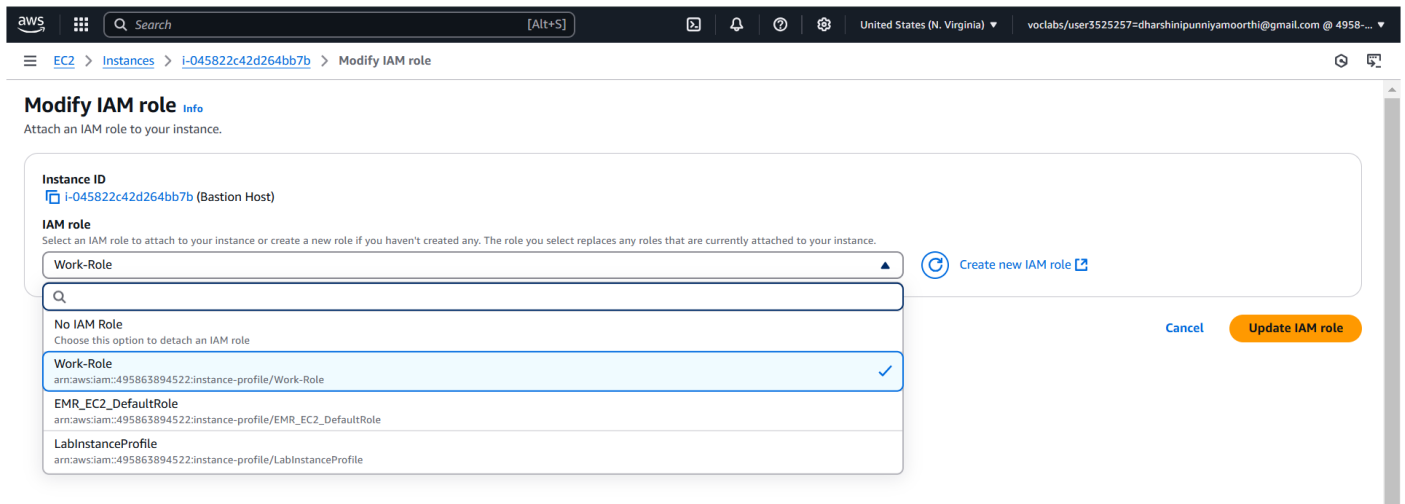 aws
Search [Alt+S] United States (N. Virginia) voclabs/user3525257=dharshinipunniyamoorthi@gmail.com @ 4958-...
EC2 > Instances > i-045822c42d264bb7b > Modify IAM role
Modify IAM role Info
Attach an IAM role to your instance.
Instance ID
i-045822c42d264bb7b (Bastion Host)
IAM role
Select an IAM role to attach to your instance or create a new role if you haven't created any. The role you select replaces any roles that are currently attached to your instance.
Work-Role
Create new IAM role
No IAM Role
Choose this option to detach an IAM role
Work-Role
arn:aws:iam::495863894522:instance-profile/Work-Role
EMR_EC2_DefaultRole
arn:aws:iam::495863894522:instance-profile/EMR_EC2_DefaultRole
LabInstanceProfile
arn:aws:iam::495863894522:instance-profile/LabInstanceProfile
Cancel Update IAM role